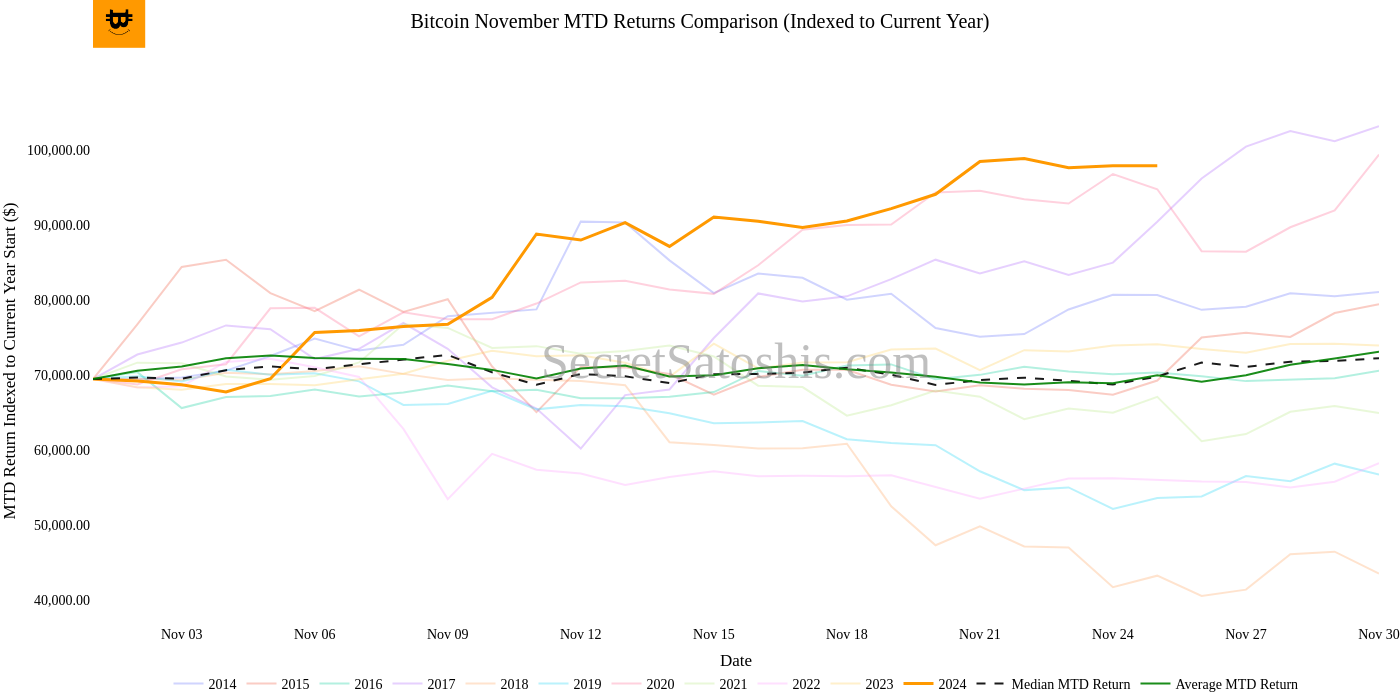 Bitcoin November MTD Returns Comparison (Indexed to Current Year)
MTD Return Indexed to Current Year Start ($)
100,000.00
90,000.00
80,000.00
70,000.00
60,000.00
50,000.00
40,000.00
SecretSatoshis.com
Nov 03 Nov 06 Nov 09 Nov 12 Nov 15 Nov 18 Nov 21 Nov 24 Nov 27 Nov 30
Date
2014 2015 2016 2017 2018 2019 2020 2021 2022 2023 2024 Median MTD Return Average MTD Return